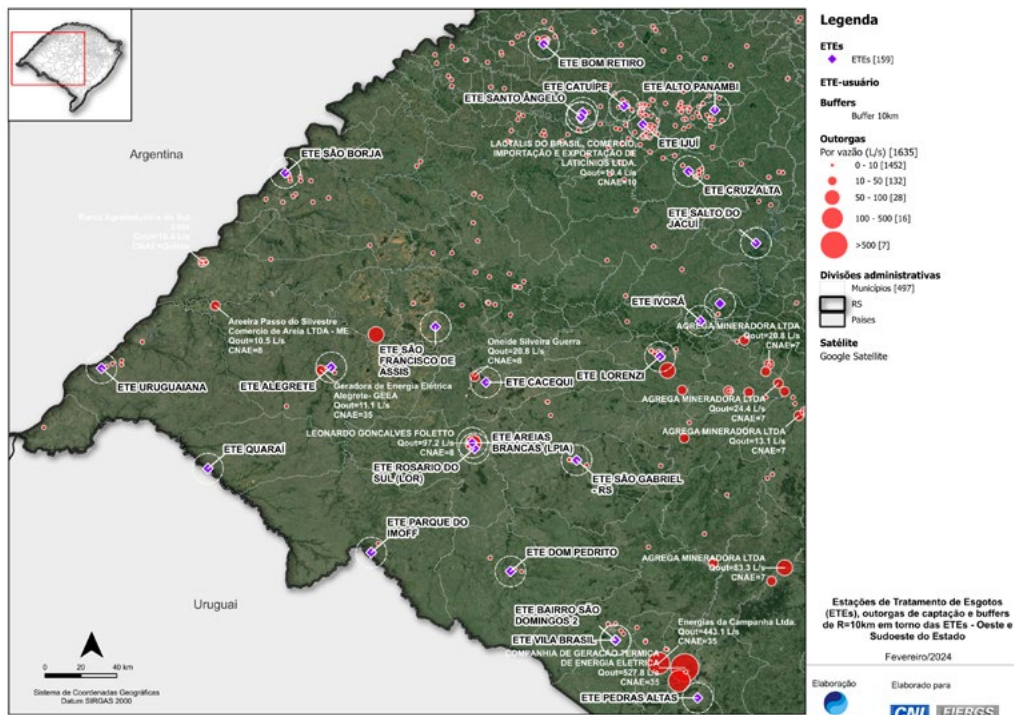 Argentina
Uruguai
ETE BOM RETIRO
ETE CATUÍPE
ETE ALTO PANAMBI
ETE SANTO ÂNGELO
LACTALIS DO BRASIL, COMERCIO,
IMPORTAÇÃO E EXPORTAÇÃO DE
LATICÍNIOS LTDA.
Qout=10.4 L/s
CNAE=10
ETE IJUÍ
ETE SÃO BORJA
ETE CRUZ ALTA
ETE SALTO DO
JACUÍ
ETE IVORÁ
AGREGA MINERADORA LTDA
Qout=20.8 L/s
CNAE=7
Areeira Passo do Silvestre
Comercio de Areia LTDA - ME
Qout=10.5 L/s
CNAE=8
ETE SÃO
FRANCISCO DE
ASSIS
Oneide Silveira Guerra
Qout=20.8 L/s
CNAE=8
ETE LORENZI
ETE URUGUAIANA
ETE ALEGRETE
Geradora de Energia Elétrica
Alegrete- GEEA
Qout=11.1 L/s
CNAE=35
ETE CACEQUI
AGREGA MINERADORA LTDA
Qout=24.4 L/s
CNAE=7
AGREGA MINERADORA LTDA
Qout=13.1 L/s
CNAE=7
LEONARDO GONCALVES FOLETTO
Qout=97.2 L/s
CNAE=8
ETE AREIAS
BRANCAS (LPIA)
ETE QUARAÍ
ETE ROSARIO DO
SUL (LOR)
ETE SÃO GABRIEL
- RS
ETE PARQUE DO
IMOFF
ETE DOM PEDRITO
AGREGA MINERADORA LTDA
Qout=83.3 L/s
CNAE=7
ETE BAIRRO SÃO
DOMINGOS 2
Energias da Campanha Ltda.
Qout=443.1 L/s
CNAE=35
ETE VILA BRASIL
COMPANHIA DE GERAÇÃO TERMICA
DE ENERGIA ELETRICA
Qout=527.8 L/s
CNAE=35
ETE PEDRAS ALTAS
0 20 40 km
Sistema de Coordenadas Geográficas
Datum SIRGAS 2000
Legenda
ETEs
ETEs [159]
ETE-usuário
Buffers
Buffer 10km
Outorgas
Por vazão (L/s) [1635]
0 - 10 [1452]
10 - 50 [132]
50 - 100 [28]
100 - 500 [16]
>500 [7]
Divisões administrativas
Municípios [497]
RS
Países
Satélite
Google Satellite
Estações de Tratamento de Esgotos
(ETEs), outorgas de captação e buffers
de R=10km em torno das ETEs - Oeste e
Sudoeste do Estado
Fevereiro/2024
Elaboração
Elaborado para
CNI FIERGS